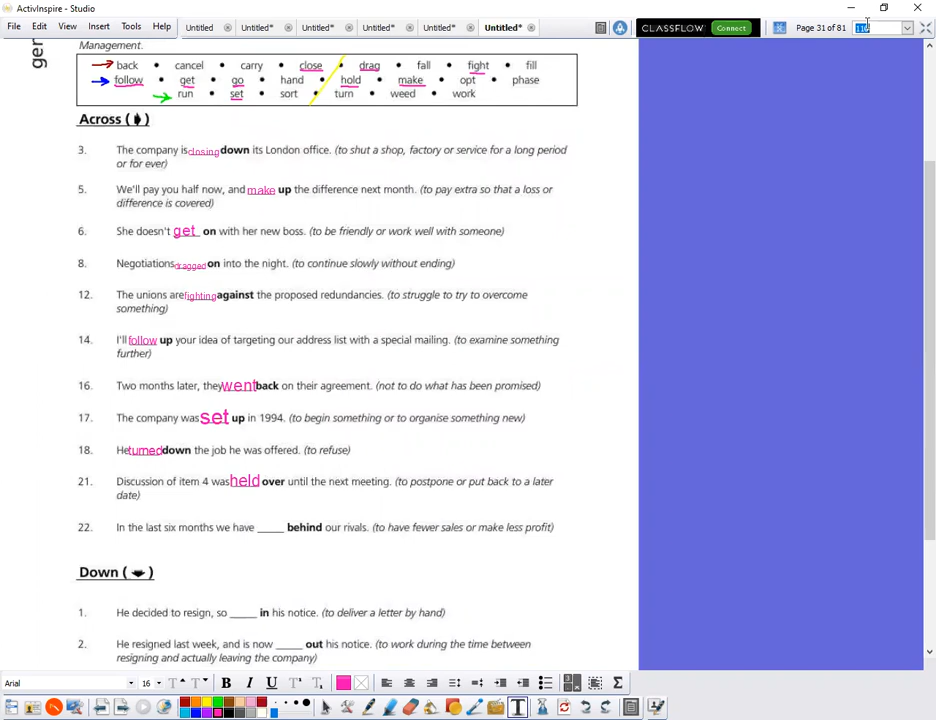 ActivInspire - Studio
File Edit View Insert Tools Help Untitled Untitled* Untitled* Untitled* Untitled* Untitled* CLASSFLOW Connect Page 31 of 81 110
ger
Management.
back • cancel • carry • close • drag • fall • fight • fill
follow • get • go • hand • hold • make • opt • phase
run • set • sort • turn • weed • work
Across ( )
3. The company is closing down its London office. (to shut a shop, factory or service for a long period
or for ever)
5. We'll pay you half now, and make up the difference next month. (to pay extra so that a loss or
difference is covered)
6. She doesn't get_ on with her new boss. (to be friendly or work well with someone)
8. Negotiations dragged on into the night. (to continue slowly without ending)
12. The unions are fighting against the proposed redundancies. (to struggle to try to overcome
something)
14. I'll follow up your idea of targeting our address list with a special mailing. (to examine something
further)
16. Two months later, they went back on their agreement. (not to do what has been promised)
17. The company was set up in 1994. (to begin something or to organise something new)
18. He turned down the job he was offered. (to refuse)
21. Discussion of item 4 was held over until the next meeting. (to postpone or put back to a later
date)
22. In the last six months we have _____ behind our rivals. (to have fewer sales or make less profit)
Down ( )
1. He decided to resign, so _____ in his notice. (to deliver a letter by hand)
2. He resigned last week, and is now _____ out his notice. (to work during the time between
resigning and actually leaving the company)
Arial 16 T T B I U T T Σ
T